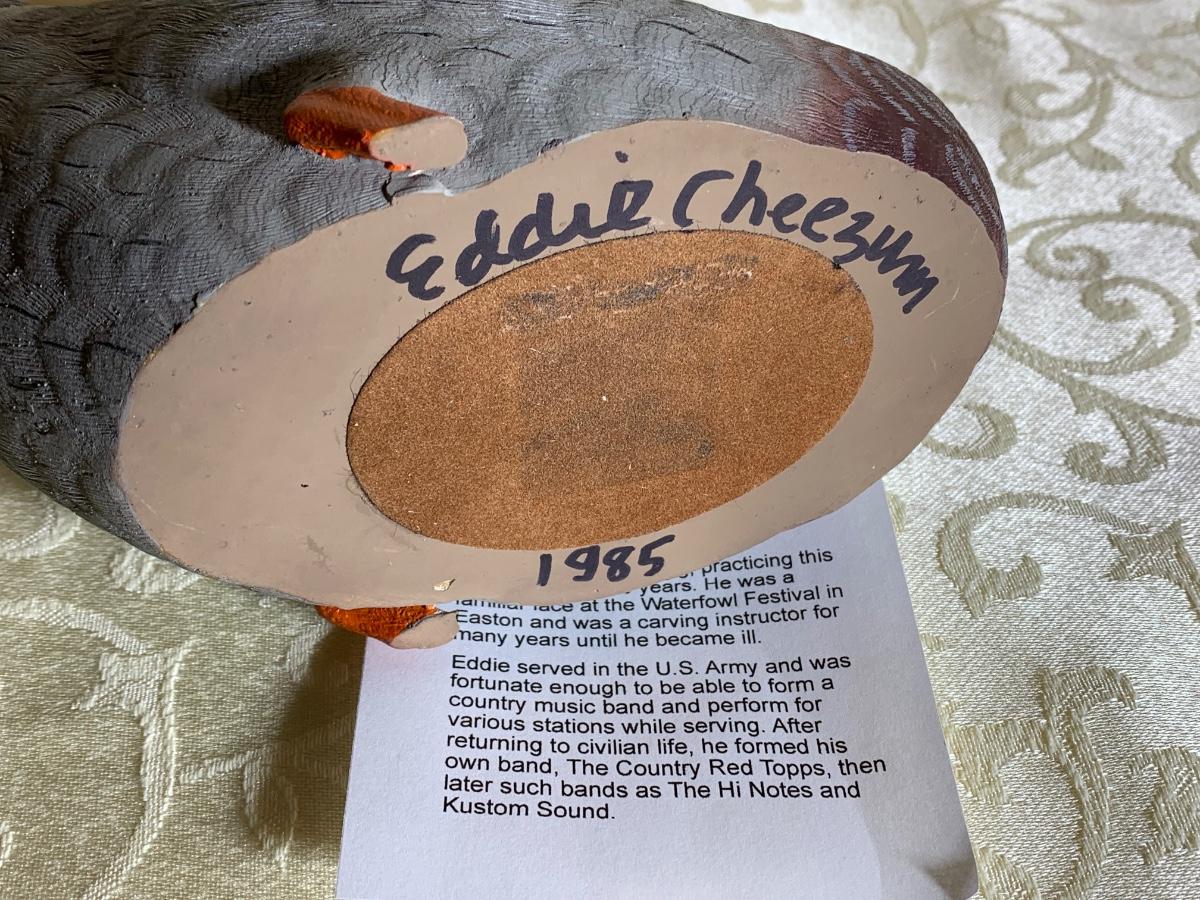 Eddie Cheezum
1985
practicing this
years. He was a
familiar face at the Waterfowl Festival in
Easton and was a carving instructor for
many years until he became ill.
Eddie served in the U.S. Army and was
fortunate enough to be able to form a
country music band and perform for
various stations while serving. After
returning to civilian life, he formed his
own band, The Country Red Topps, then
later such bands as The Hi Notes and
Kustom Sound.